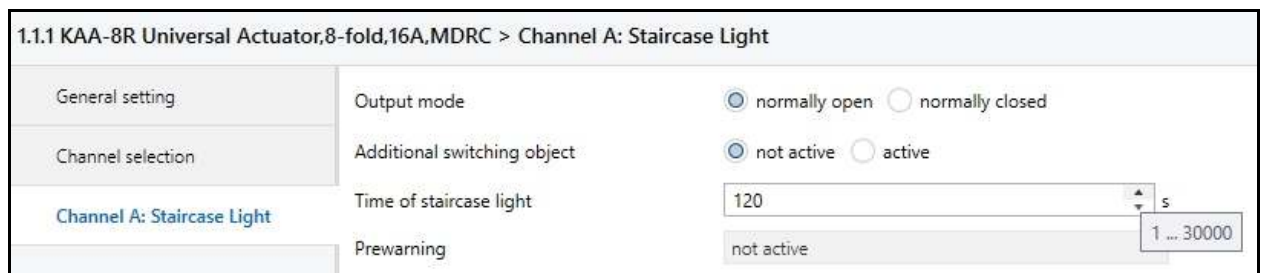 1.1.1 KAA-8R Universal Actuator,8-fold,16A,MDRC > Channel A: Staircase Light
General setting
Output mode normally open normally closed
Channel selection
Additional switching object not active active
Channel A: Staircase Light
Time of staircase light 120 s
1 ... 30000
Prewarning not active